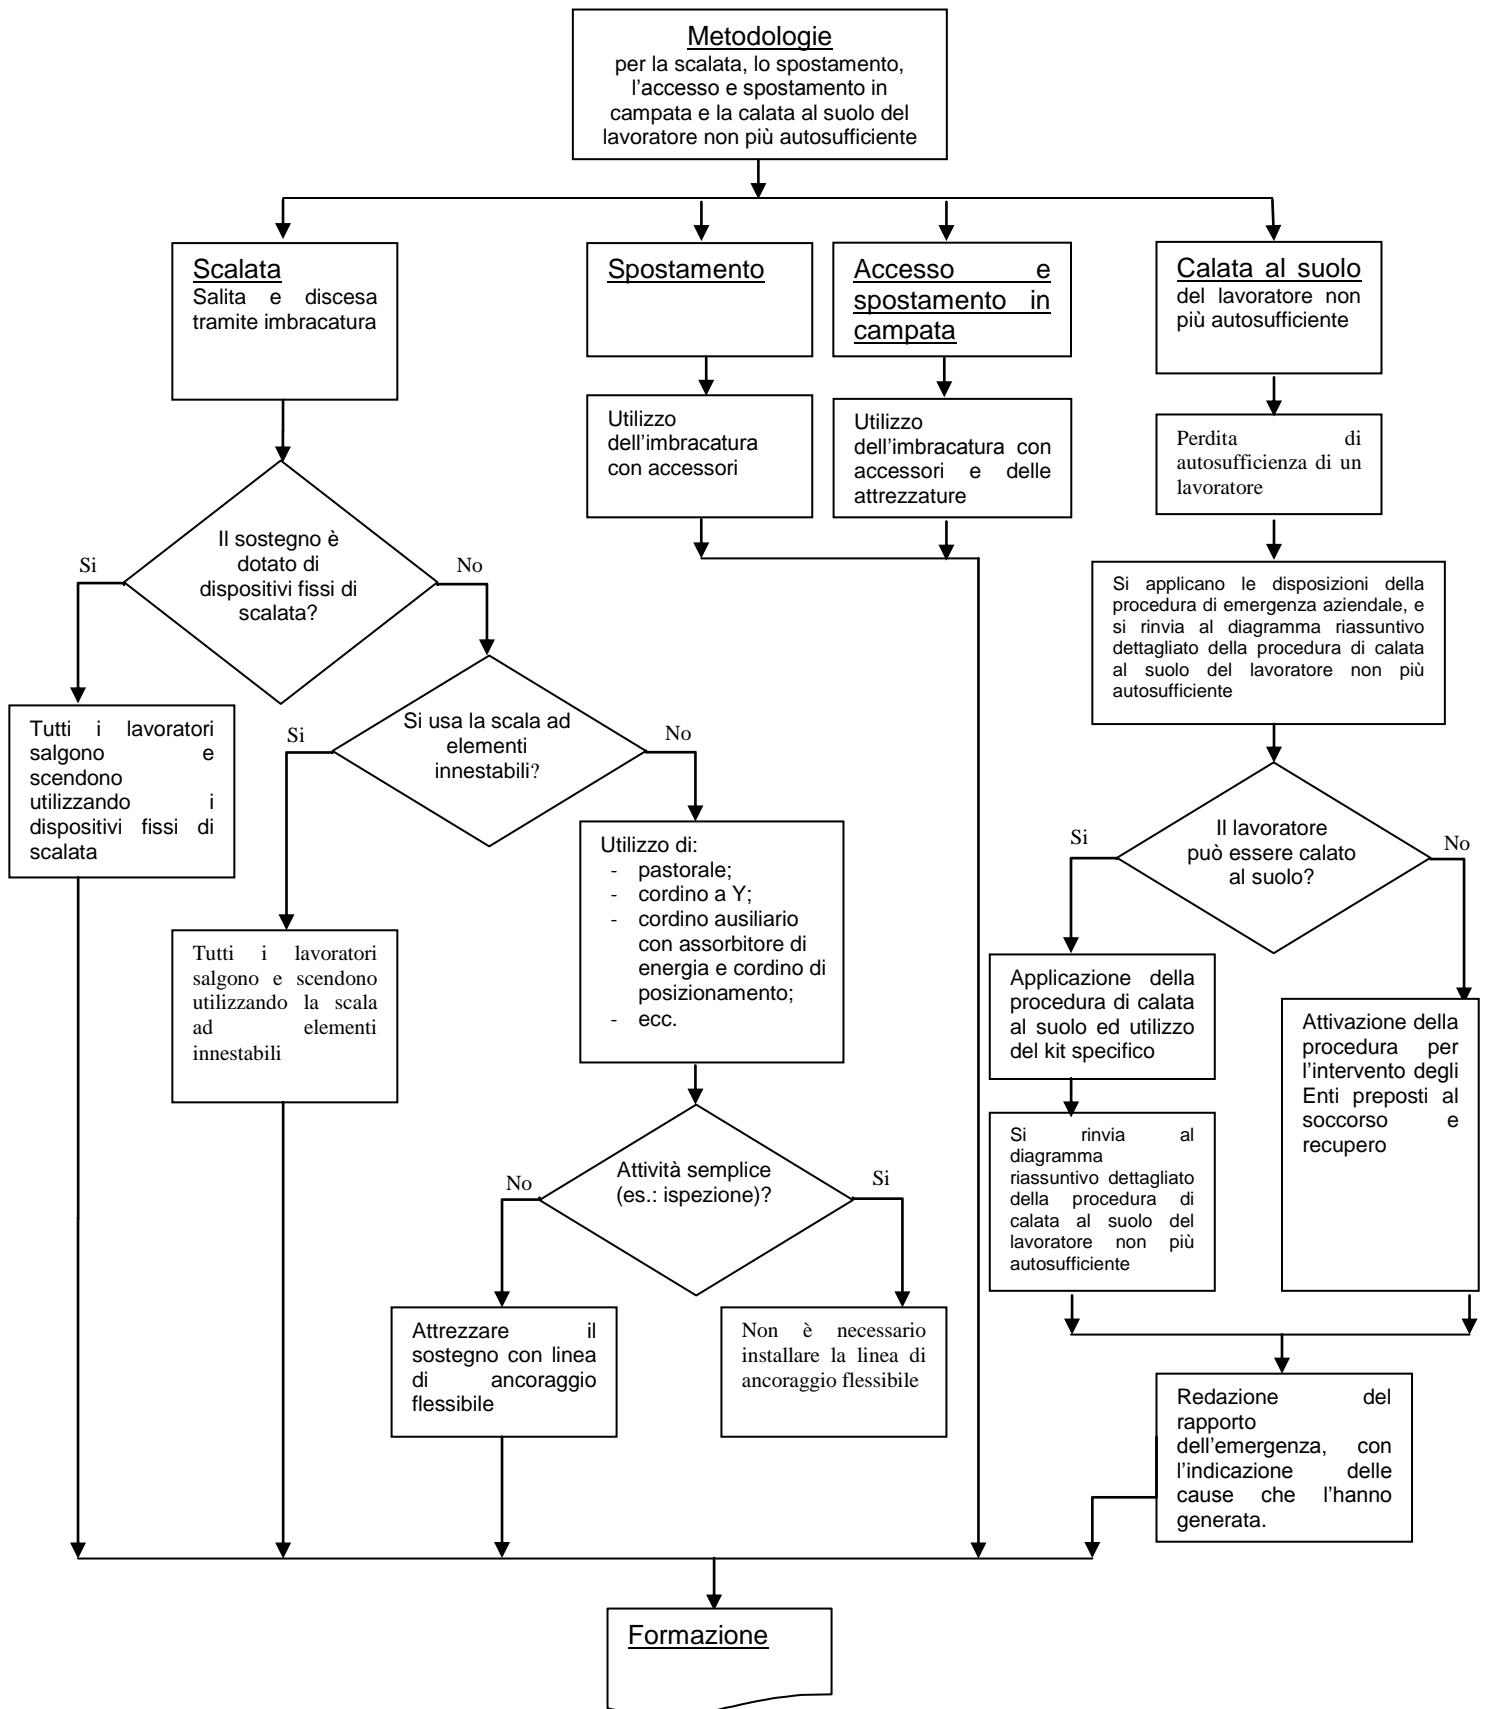 Metodologie
per la scalata, lo spostamento,
l'accesso e spostamento in
campata e la calata al suolo del
lavoratore non più autosufficiente
Scalata
Salita e discesa
tramite imbracatura
Spostamento
Accesso e
spostamento in
campata
Calata al suolo
del lavoratore non
più autosufficiente
Utilizzo
dell'imbracatura
con accessori
Utilizzo
dell'imbracatura con
accessori e delle
attrezzature
Perdita di
autosufficienza di un
lavoratore
Il sostegno è
dotato di
dispositivi fissi di
scalata?
Si
No
Si applicano le disposizioni della
procedura di emergenza aziendale, e
si rinvia al diagramma riassuntivo
dettagliato della procedura di calata
al suolo del lavoratore non più
autosufficiente
Tutti i lavoratori
salgono e
scendono
utilizzando i
dispositivi fissi di
scalata
Si usa la scala ad
elementi
innestabili?
Si
No
Utilizzo di:
- pastorale;
- cordino a Y;
- cordino ausiliario
con assorbitore di
energia e cordino di
posizionamento;
- ecc.
Il lavoratore
può essere calato
al suolo?
Si
No
Tutti i lavoratori
salgono e scendono
utilizzando la scala
ad elementi
innestabili
Applicazione della
procedura di calata
al suolo ed utilizzo
del kit specifico
Attivazione della
procedura per
l'intervento degli
Enti preposti al
soccorso e
recupero
Si rinvia al
diagramma
riassuntivo dettagliato
della procedura di
calata al suolo del
lavoratore non più
autosufficiente
Attività semplice
(es.: ispezione)?
No
Si
Attrezzare il
sostegno con linea
di ancoraggio
flessibile
Non è necessario
installare la linea di
ancoraggio flessibile
Redazione del
rapporto
dell'emergenza, con
l'indicazione delle
cause che l'hanno
generata.
Formazione